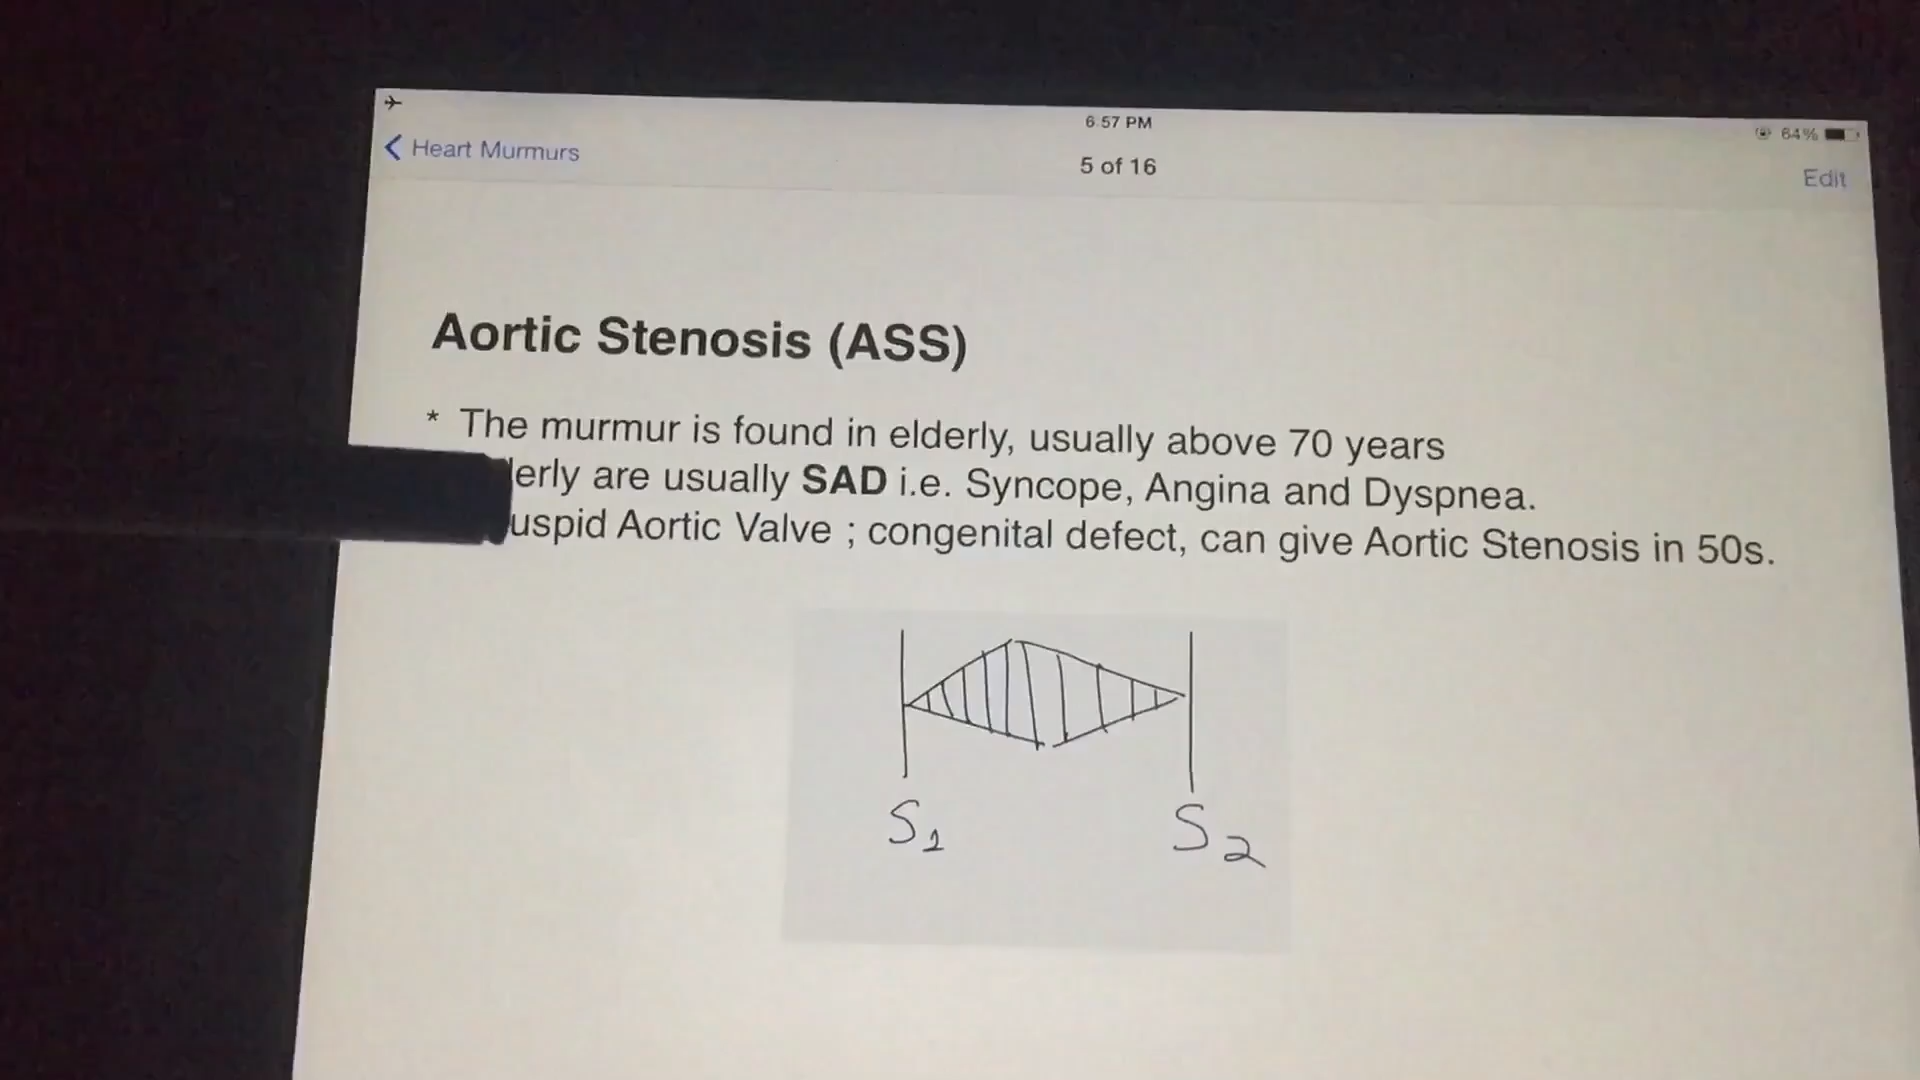 6:57 PM
64%
Heart Murmurs
5 of 16
Edit
Aortic Stenosis (ASS)
* The murmur is found in elderly, usually above 70 years
erly are usually SAD i.e. Syncope, Angina and Dyspnea.
uspid Aortic Valve ; congenital defect, can give Aortic Stenosis in 50s.
S1
S2